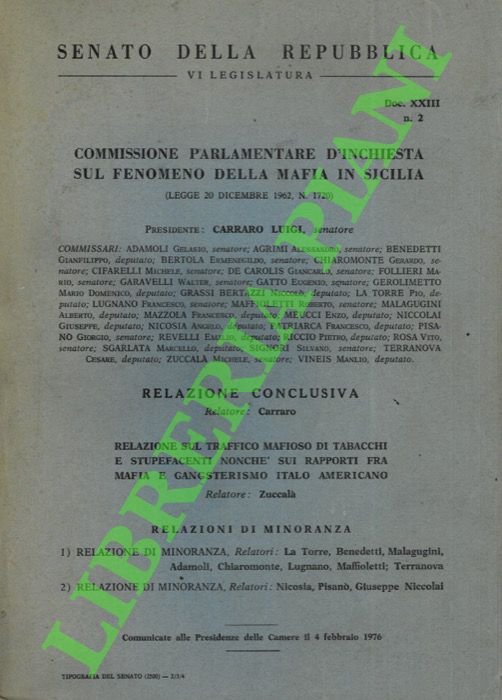 SENATO DELLA REPUBBLICA
VI LEGISLATURA
Doc. XXIII
n. 2
COMMISSIONE PARLAMENTARE D'INCHIESTA
SUL FENOMENO DELLA MAFIA IN SICILIA
(LEGGE 20 DICEMBRE 1962, N. 1720)
PRESIDENTE: CARRARO LUIGI, senatore
COMMISSARI: ADAMOLI GELASIO, senatore; AGRIMI ALESSANDRO, senatore; BENEDETTI
GIANFILIPPO, deputato; BERTOLA ERMENEGILDO, senatore; CHIAROMONTE GERARDO, se-
natore; CIFARELLI MICHELE, senatore; DE CAROLIS GIANCARLO, senatore; FOLLIERI MA-
RIO, senatore; GARAVELLI WALTER, senatore; GATTO EUGENIO, senatore; GEROLIMETTO
MARIO DOMENICO, deputato; GRASSI BERTAZZI NICCOLÒ, deputato; LA TORRE PIO, de-
putato; LUGNANO FRANCESCO, senatore; MAFFIOLETTI ROBERTO, senatore; MALAGUGINI
ALBERTO, deputato; MAZZOLA FRANCESCO, deputato; MEUCCI ENZO, deputato; NICCOLAI
GIUSEPPE, deputato; NICOSIA ANGELO, deputato; PATRIARCA FRANCESCO, deputato; PISA-
NÒ GIORGIO, senatore; REVELLI EMILIO, deputato; RICCIO PIETRO, deputato; ROSA VITO,
senatore; SGARLATA MARCELLO, deputato; SIGNORI SILVANO, senatore; TERRANOVA
CESARE, deputato; ZUCCALÀ MICHELE, senatore; VINEIS MANLIO, deputato.
RELAZIONE CONCLUSIVA
Relatore: Carraro
RELAZIONE SUL TRAFFICO MAFIOSO DI TABACCHI
E STUPEFACENTI NONCHE' SUI RAPPORTI FRA
MAFIA E GANGSTERISMO ITALO AMERICANO
Relatore: Zuccalà
RELAZIONI DI MINORANZA
1) RELAZIONE DI MINORANZA, Relatori: La Torre, Benedetti, Malagugini,
Adamoli, Chiaromonte, Lugnano, Maffioletti; Terranova
2) RELAZIONE DI MINORANZA, Relatori: Nicosia, Pisanò, Giuseppe Niccolai
Comunicate alle Presidenze delle Camere il 4 febbraio 1976
TIPOGRAFIA DEL SENATO (2500) — 2/3/4
LIBRERIA PIANI